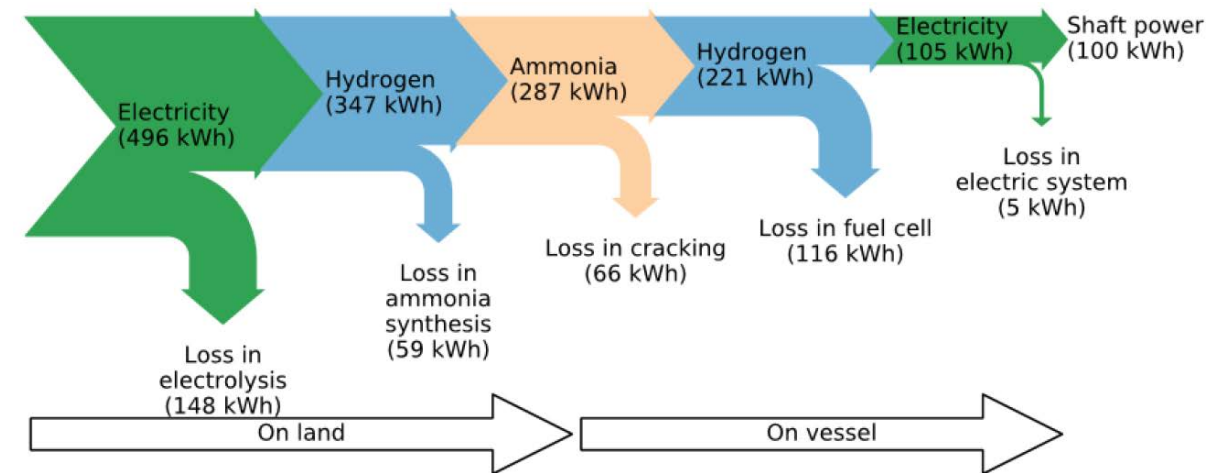 Electricity
(496 kWh)
Hydrogen
(347 kWh)
Ammonia
(287 kWh)
Hydrogen
(221 kWh)
Electricity
(105 kWh)
Shaft power
(100 kWh)
Loss in
electrolysis
(148 kWh)
Loss in
ammonia
synthesis
(59 kWh)
Loss in cracking
(66 kWh)
Loss in fuel cell
(116 kWh)
Loss in
electric system
(5 kWh)
On land
On vessel